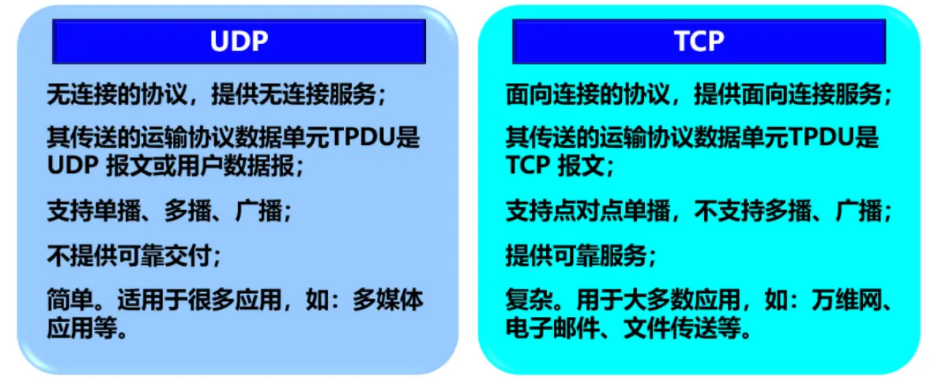 UDP
无连接的协议，提供无连接服务；
其传送的运输协议数据单元TPDU是
UDP 报文或用户数据报；
支持单播、多播、广播；
不提供可靠交付；
简单。适用于很多应用，如：多媒体
应用等。
TCP
面向连接的协议，提供面向连接服务；
其传送的运输协议数据单元TPDU是
TCP 报文；
支持点对点单播，不支持多播、广播；
提供可靠服务；
复杂。用于大多数应用，如：万维网、
电子邮件、文件传送等。